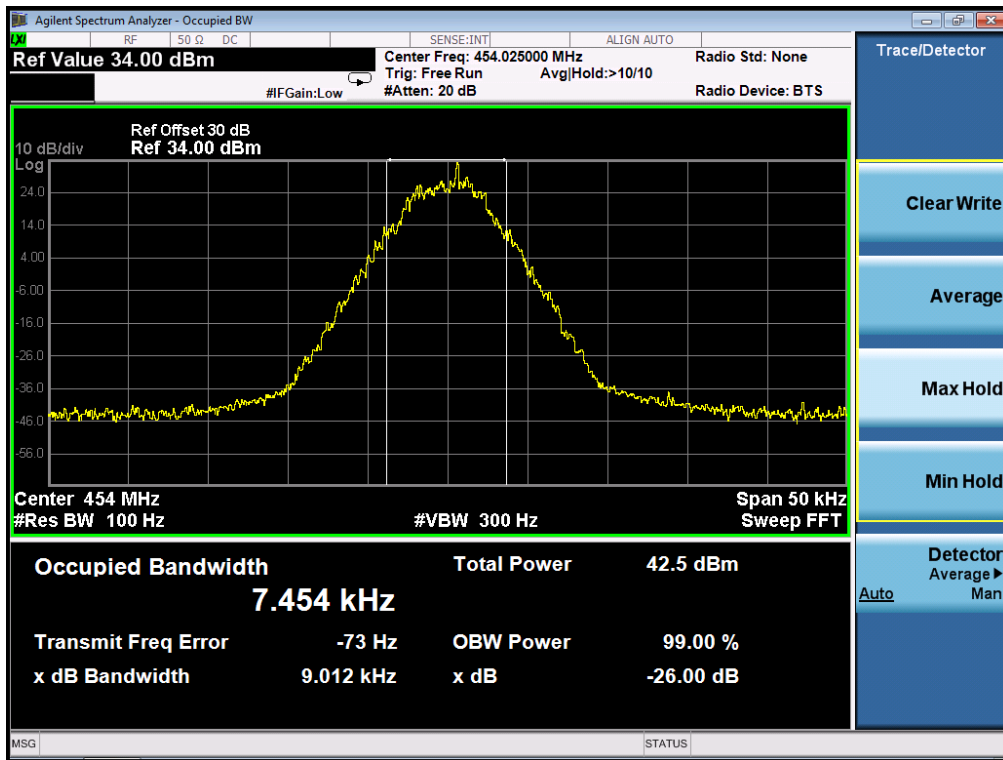 Agilent Spectrum Analyzer - Occupied BW
LXI RF 50 Ω DC SENSE:INT ALIGN AUTO
Ref Value 34.00 dBm
Center Freq: 454.025000 MHz
Radio Std: None
Trig: Free Run Avg|Hold:>10/10
#IFGain:Low
#Atten: 20 dB
Radio Device: BTS
Ref Offset 30 dB
10 dB/div Ref 34.00 dBm
Log
24.0
14.0
4.00
-6.00
-16.0
-26.0
-36.0
-46.0
-56.0
Center 454 MHz
Span 50 kHz
#Res BW 100 Hz
#VBW 300 Hz
Sweep FFT
Occupied Bandwidth
7.454 kHz
Total Power 42.5 dBm
Transmit Freq Error -73 Hz
OBW Power 99.00 %
x dB Bandwidth 9.012 kHz
x dB -26.00 dB
MSG
STATUS
Trace/Detector
Clear Write
Average
Max Hold
Min Hold
Detector
Average
Auto Man